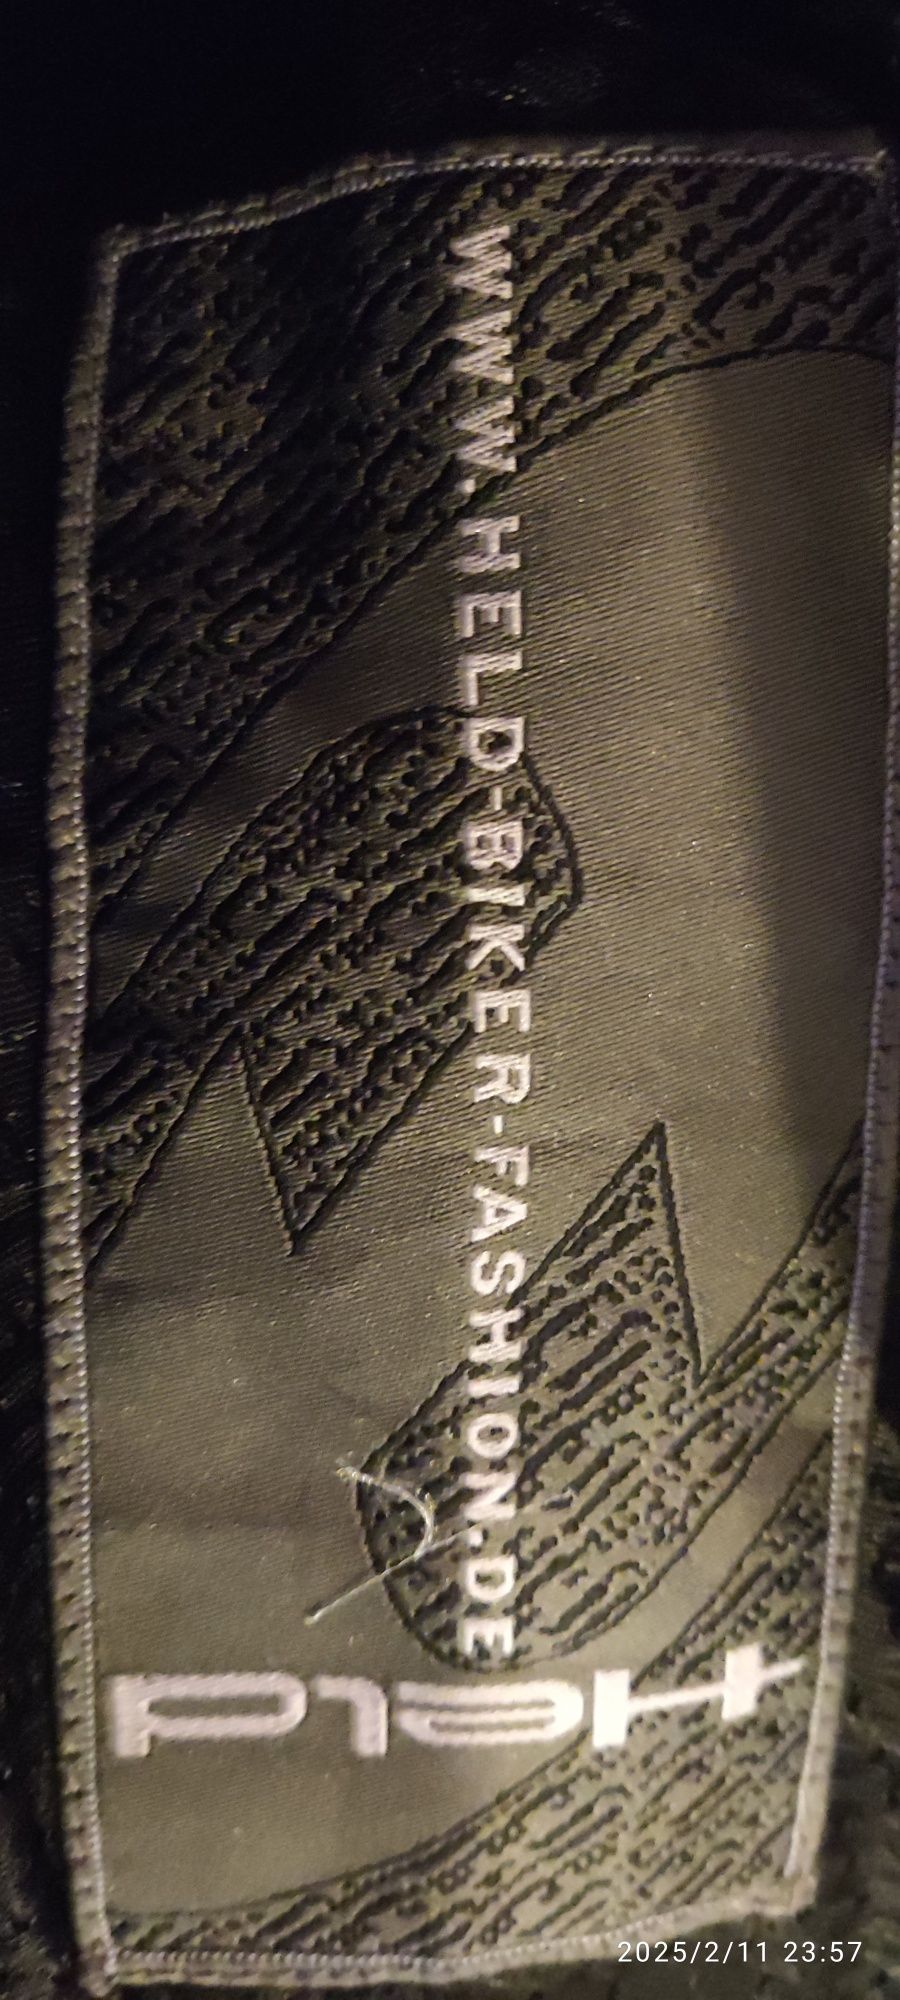 WWW.HELD-BIKER-FASHION.DE
Held
2025/2/11 23:57